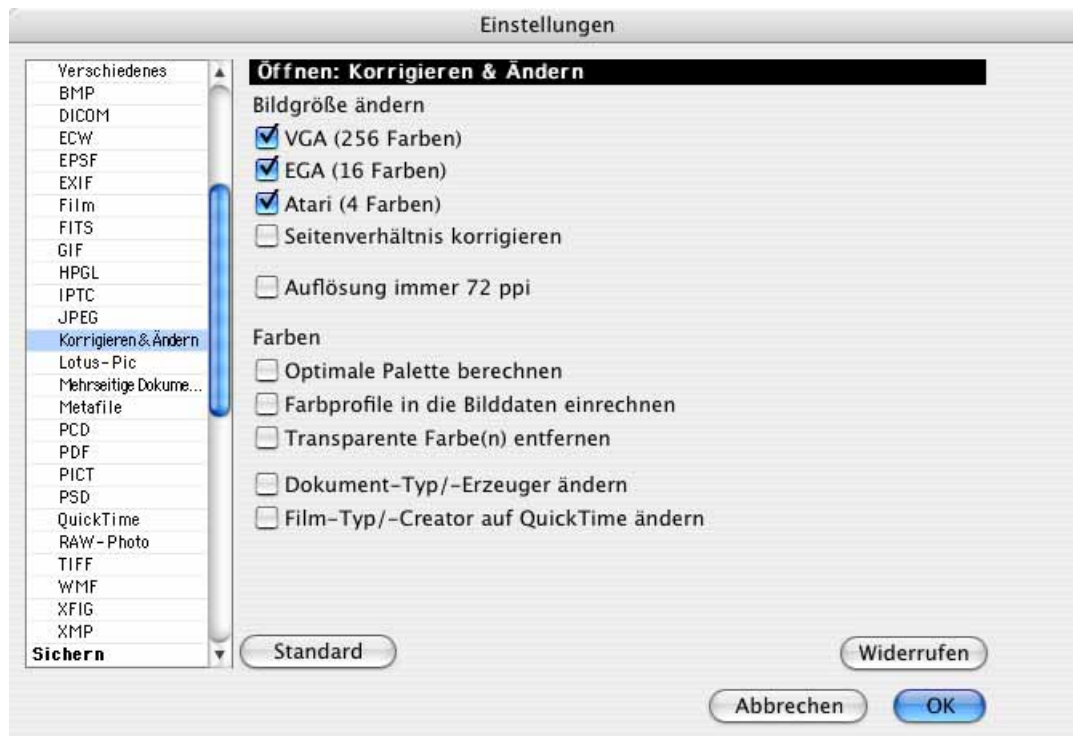 Einstellungen
Verschiedenes
BMP
DICOM
ECW
EPSF
EXIF
Film
FITS
GIF
HPGL
IPTC
JPEG
Korrigieren & Ändern
Lotus-Pic
Mehrseitige Dokume...
Metafile
PCD
PDF
PICT
PSD
QuickTime
RAW-Photo
TIFF
WMF
XFIG
XMP
Sichern
Öffnen: Korrigieren & Ändern
Bildgröße ändern
VGA (256 Farben)
EGA (16 Farben)
Atari (4 Farben)
Seitenverhältnis korrigieren
Auflösung immer 72 ppi
Farben
Optimale Palette berechnen
Farbprofile in die Bilddaten einrechnen
Transparente Farbe(n) entfernen
Dokument-Typ/-Erzeuger ändern
Film-Typ/-Creator auf QuickTime ändern
Standard
Widerrufen
Abbrechen
OK